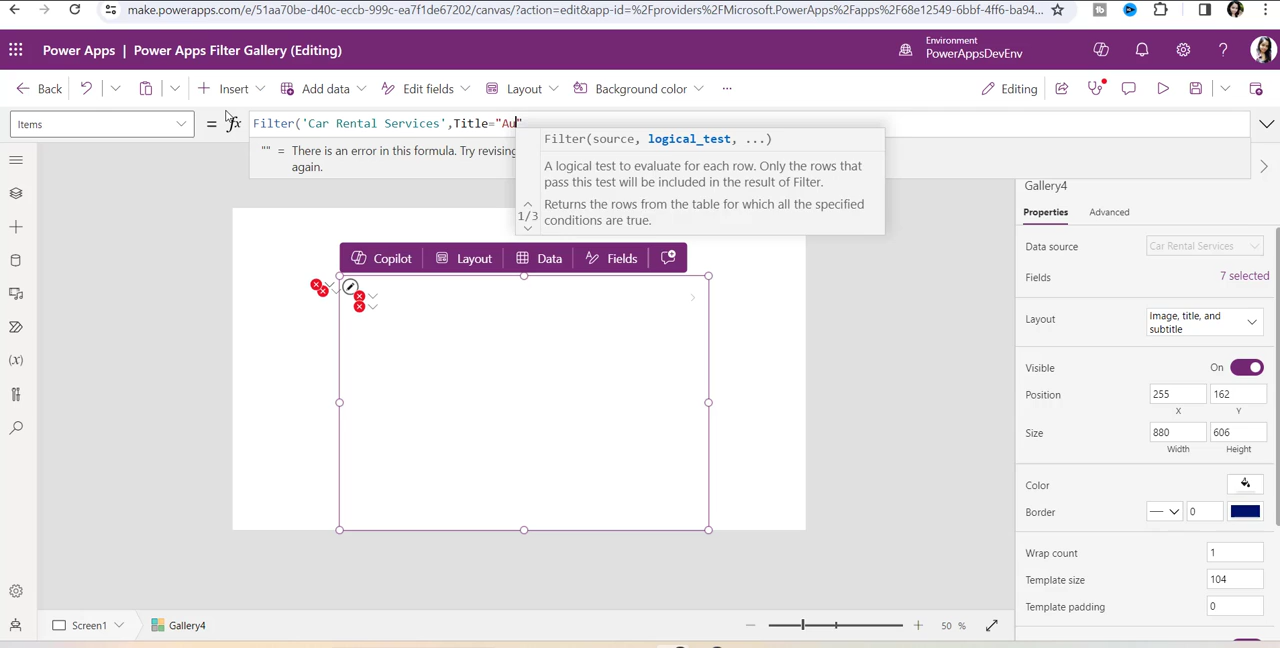 make.powerapps.com/e/51aa70be-d40c-eccb-999c-ea7f1de67202/canvas/?action=edit&app-id=%2Fproviders%2FMicrosoft.PowerApps%2Fapps%2F68e12549-6bbf-4ff6-ba94...
Power Apps | Power Apps Filter Gallery (Editing)
Environment
PowerAppsDevEnv
Back Insert Add data Edit fields Layout Background color ... Editing
Items = fx Filter('Car Rental Services',Title="Au"
"" = There is an error in this formula. Try revising
again.
Filter(source, logical_test, ...)
A logical test to evaluate for each row. Only the rows that
pass this test will be included in the result of Filter.
1/3
Returns the rows from the table for which all the specified
conditions are true.
Gallery4
Properties Advanced
Data source Car Rental Services
Fields 7 selected
Layout Image, title, and
subtitle
Visible On
Position 255 162
X Y
Size 880 606
Width Height
Color
Border 0
Wrap count 1
Template size 104
Template padding 0
Copilot Layout Data Fields
(x)
Screen1 Gallery4 50 %